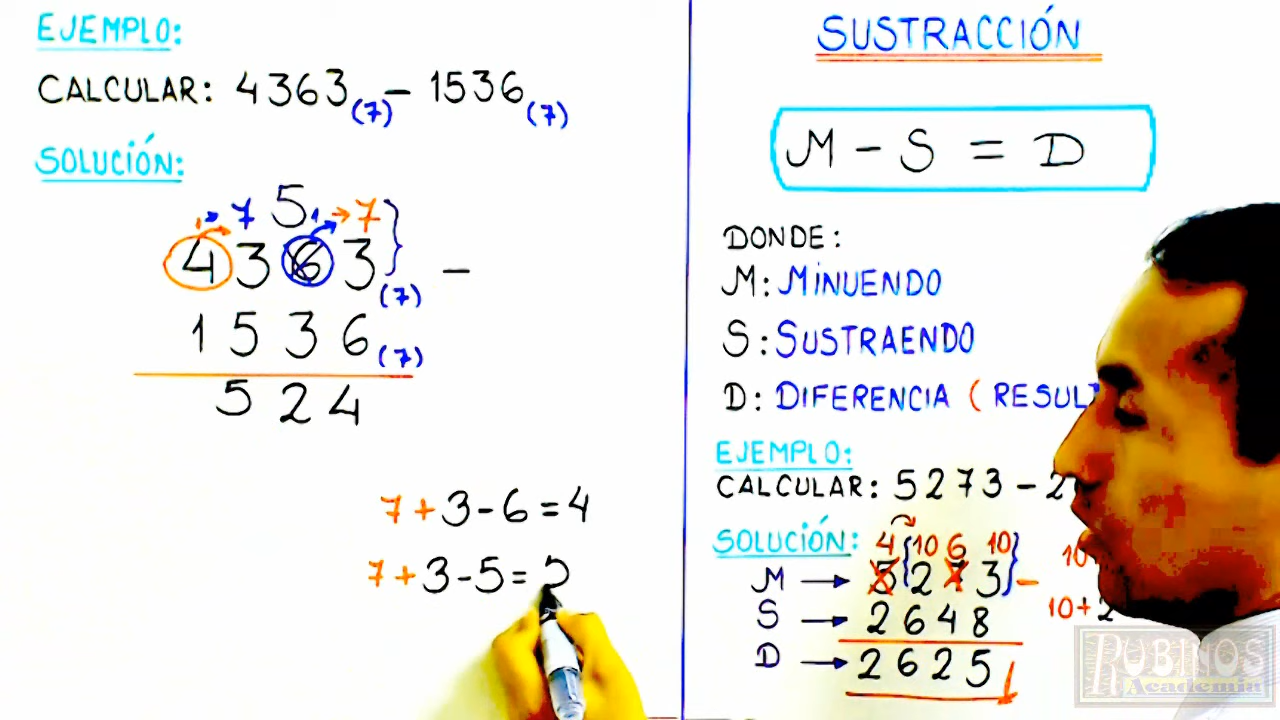 EJEMPLO:
CALCULAR: 4363(7) – 1536(7)
SOLUCIÓN:
1 7 5 1 7
4 3 6 3(7) –
1 5 3 6(7)
5 2 4
7 + 3 – 6 = 4
7 + 3 – 5 =
SUSTRACCIÓN
M – S = D
DONDE:
M: MINUENDO
S: SUSTRAENDO
D: DIFERENCIA (
EJEMPLO:
CALCULAR: 5273 – 2
SOLUCIÓN:
4 10 6 10
M → 5 2 7 3 –
S → 2 6 4 8
D → 2 6 2 5
10
10+2
RUBIÑOS
Academia